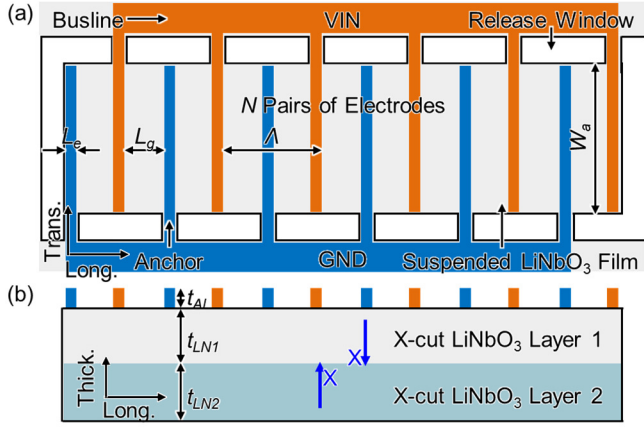 (a)
Busline
VIN
Release Window
N Pairs of Electrodes
Le
Lg
Λ
Wa
Trans.
Long.
Anchor
GND
Suspended LiNbO3 Film
(b)
tAl
tLN1
X
X-cut LiNbO3 Layer 1
Thick.
X
tLN2
X-cut LiNbO3 Layer 2
Long.